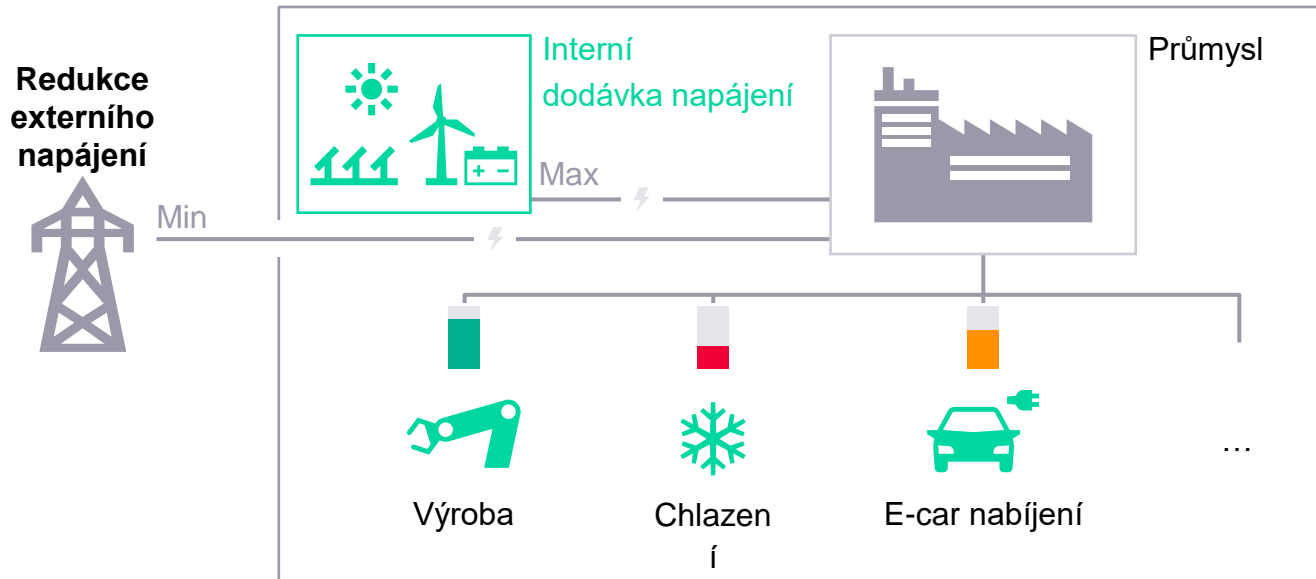 Redukce
externího
napájení
Min
Interní
dodávka napájení
Max
Průmysl
Výroba
Chlazen
í
E-car nabíjení
...